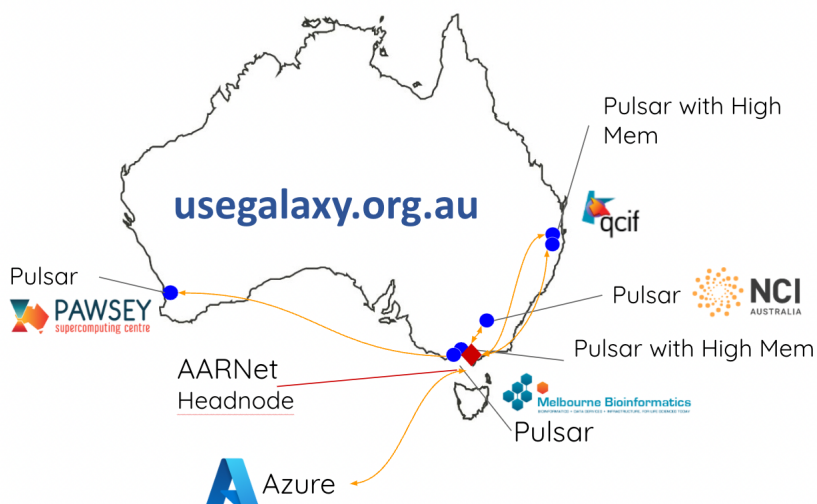 Pulsar with High
Mem
usegalaxy.org.au
qcif
Pulsar
PAWSEY
supercomputing centre
Pulsar
NCI
AUSTRALIA
Pulsar with High Mem
AARNet
Headnode
Melbourne Bioinformatics
Pulsar
Azure